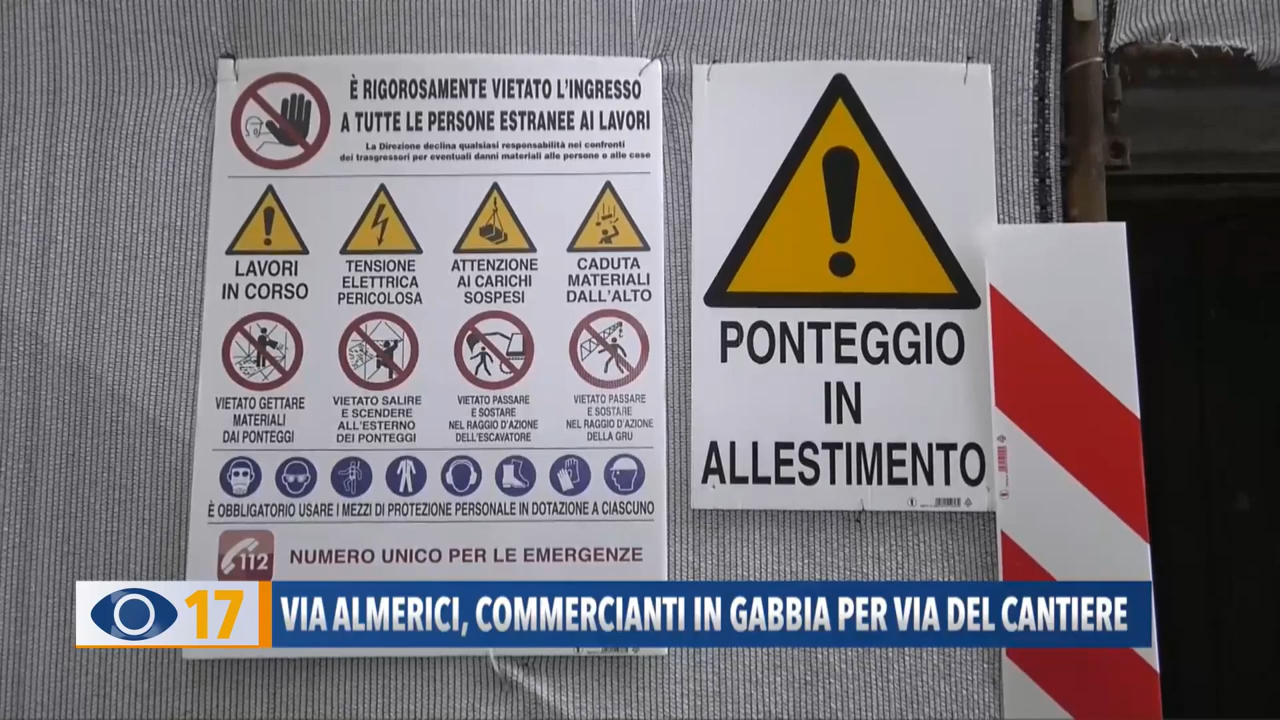 È RIGOROSAMENTE VIETATO L'INGRESSO
A TUTTE LE PERSONE ESTRANEE AI LAVORI
La Direzione declina qualsiasi responsabilità nei confronti
dei trasgressori per eventuali danni materiali alle persone o alle cose
LAVORI
IN CORSO
TENSIONE
ELETTRICA
PERICOLOSA
ATTENZIONE
AI CARICHI
SOSPESI
CADUTA
MATERIALI
DALL'ALTO
VIETATO GETTARE
MATERIALI
DAI PONTEGGI
VIETATO SALIRE
E SCENDERE
ALL'ESTERNO
DEI PONTEGGI
VIETATO PASSARE
E SOSTARE
NEL RAGGIO D'AZIONE
DELL'ESCAVATORE
VIETATO PASSARE
E SOSTARE
NEL RAGGIO D'AZIONE
DELLA GRU
È OBBLIGATORIO USARE I MEZZI DI PROTEZIONE PERSONALE IN DOTAZIONE A CIASCUNO
112
NUMERO UNICO PER LE EMERGENZE
PONTEGGIO
IN
ALLESTIMENTO
17
VIA ALMERICI, COMMERCIANTI IN GABBIA PER VIA DEL CANTIERE